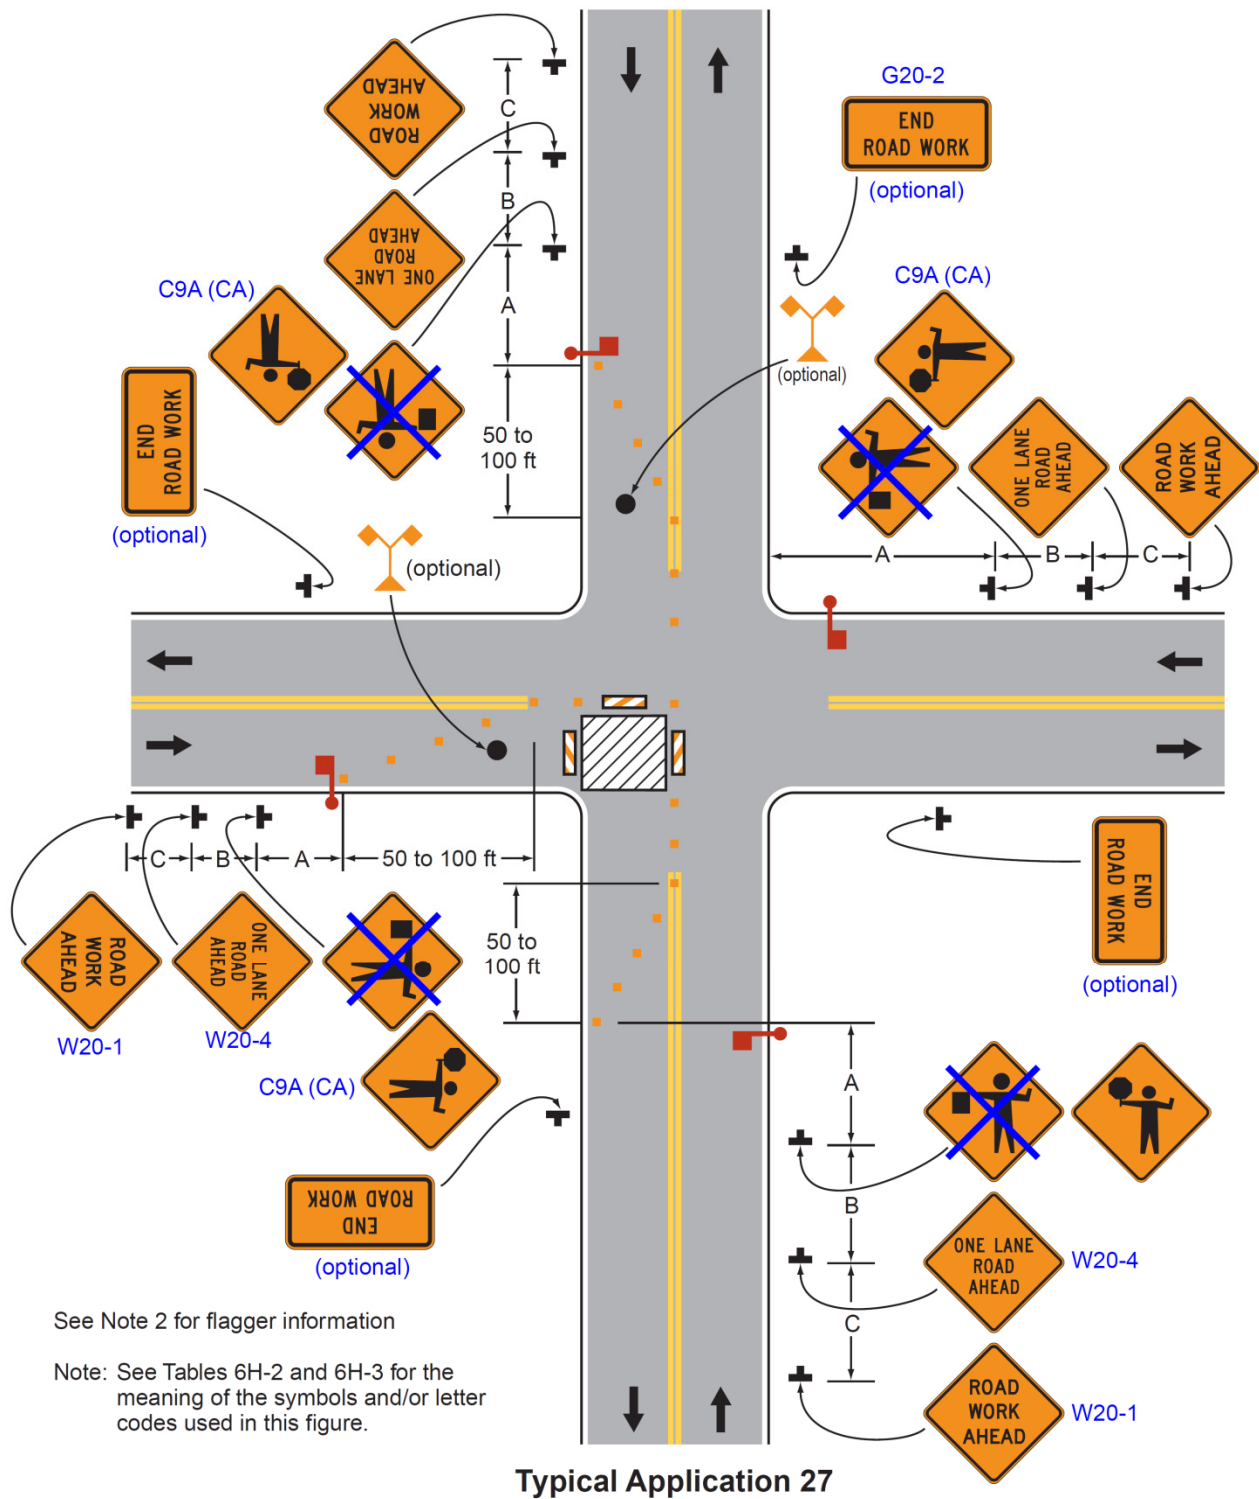 ROAD
WORK
AHEAD
C
G20-2
END
ROAD WORK
(optional)
B
ONE LANE
ROAD
AHEAD
C9A (CA)
A
C9A (CA)
(optional)
END
ROAD WORK
(optional)
50 to
100 ft
ONE LANE
ROAD
AHEAD
ROAD
WORK
AHEAD
(optional)
A
B
C
C
B
A
50 to 100 ft
END
ROAD WORK
(optional)
ROAD
WORK
AHEAD
W20-1
ONE LANE
ROAD
AHEAD
W20-4
50 to
100 ft
C9A (CA)
A
END
ROAD WORK
(optional)
B
ONE LANE
ROAD
AHEAD
W20-4
C
ROAD
WORK
AHEAD
W20-1
See Note 2 for flagger information
Note: See Tables 6H-2 and 6H-3 for the
meaning of the symbols and/or letter
codes used in this figure.
Typical Application 27